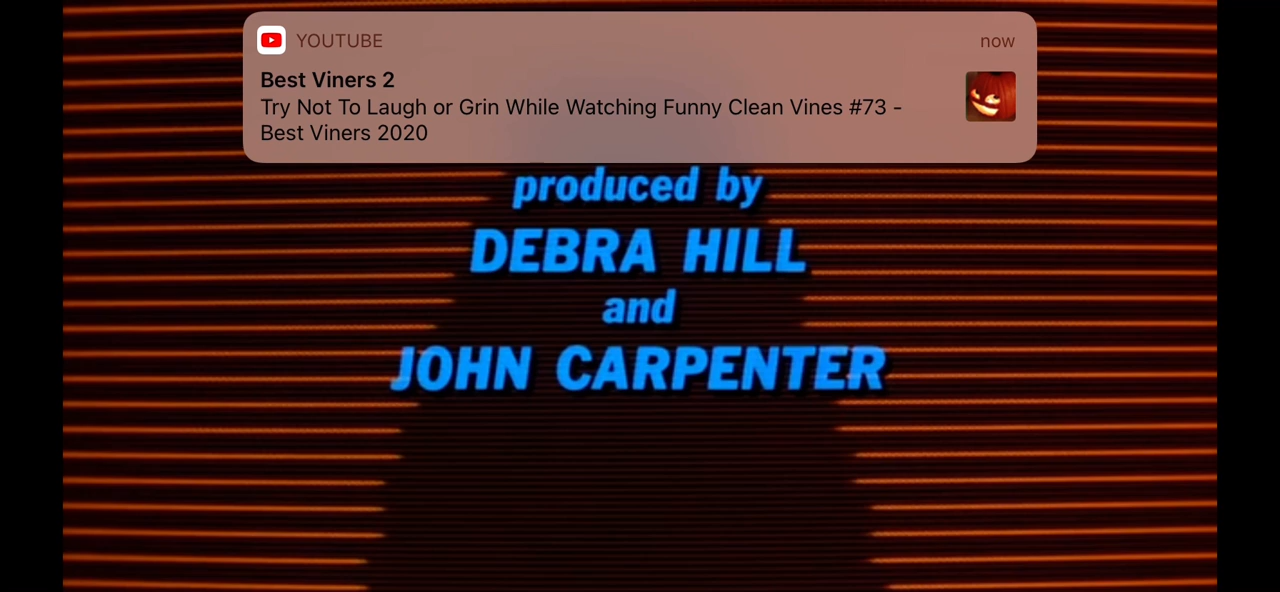 YOUTUBE
now
Best Viners 2
Try Not To Laugh or Grin While Watching Funny Clean Vines #73 -
Best Viners 2020
produced by
DEBRA HILL
and
JOHN CARPENTER